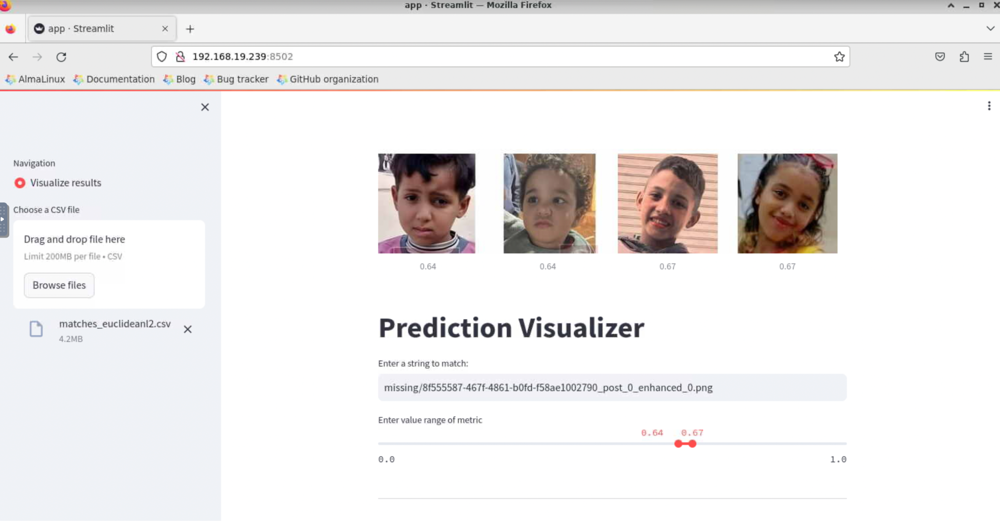 app · Streamlit — Mozilla Firefox
app · Streamlit
192.168.19.239:8502
AlmaLinux Documentation Blog Bug tracker GitHub organization
Navigation
Visualize results
Choose a CSV file
Drag and drop file here
Limit 200MB per file • CSV
Browse files
matches_euclideanl2.csv
4.2MB
0.64 0.64 0.67 0.67
Prediction Visualizer
Enter a string to match:
missing/8f555587-467f-4861-b0fd-f58ae1002790_post_0_enhanced_0.png
Enter value range of metric
0.64 0.67
0.0 1.0